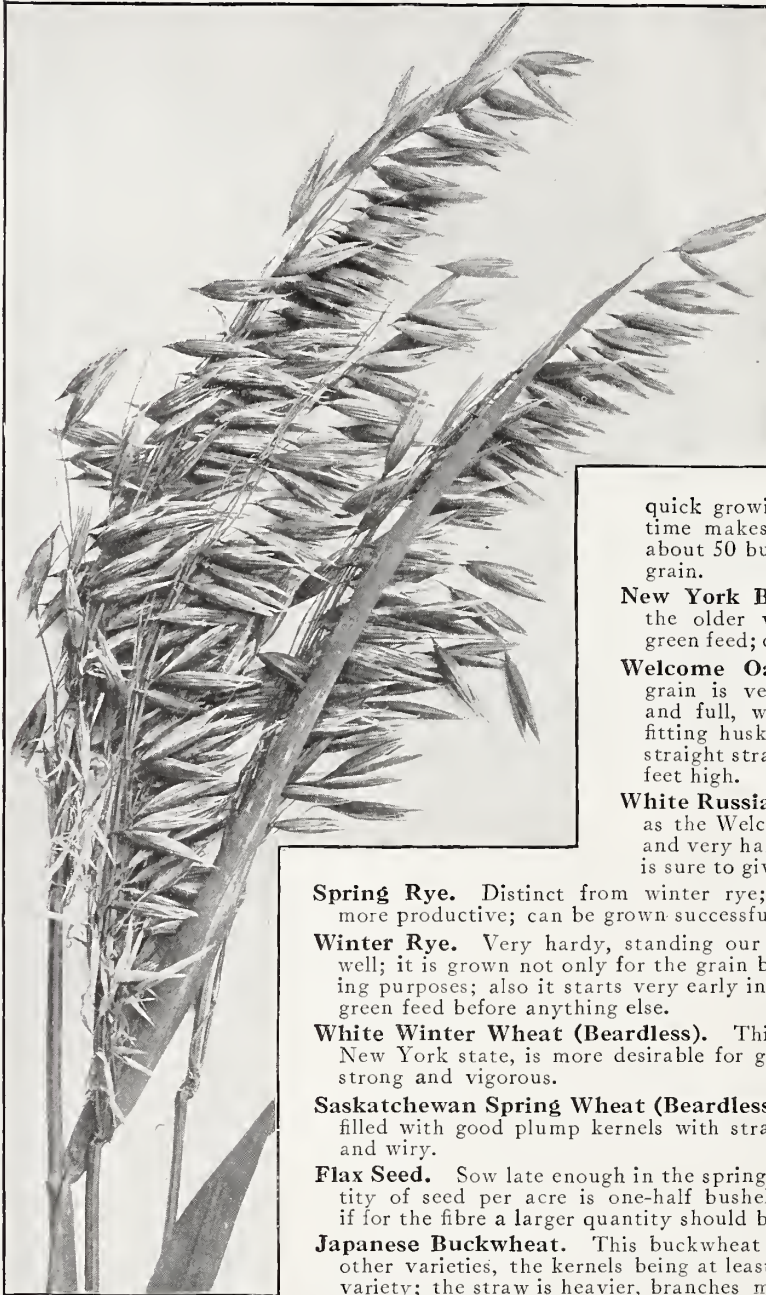 quick growi
time makes
about 50 bu
grain.
New York B
the older v
green feed;
Welcome Oa
grain is ve
and full, w
fitting husk
straight stra
feet high.
White Russia
as the Welc
and very ha
is sure to giv
Spring Rye. Distinct from winter rye;
more productive; can be grown successfu
Winter Rye. Very hardy, standing our
well; it is grown not only for the grain b
ing purposes; also it starts very early in
green feed before anything else.
White Winter Wheat (Beardless). Thi
New York state, is more desirable for g
strong and vigorous.
Saskatchewan Spring Wheat (Beardless
filled with good plump kernels with stra
and wiry.
Flax Seed. Sow late enough in the spring
tity of seed per acre is one-half bushe
if for the fibre a larger quantity should b
Japanese Buckwheat. This buckwheat
other varieties, the kernels being at least
variety; the straw is heavier, branches m